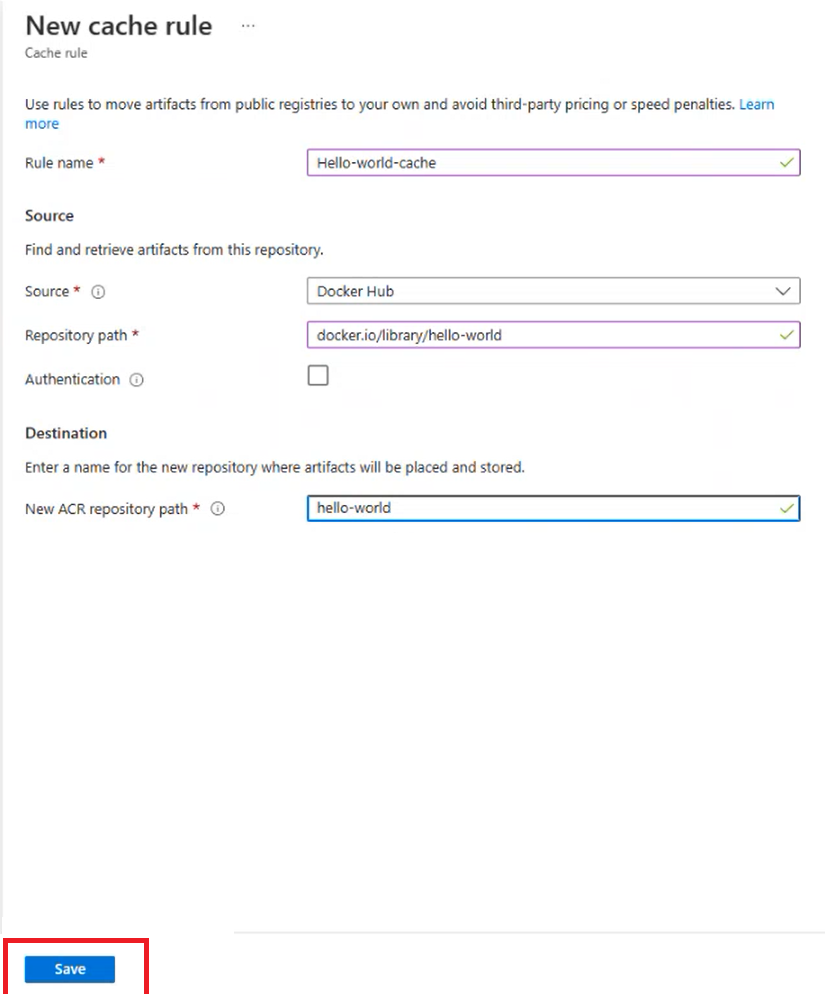 New cache rule ...
Cache rule
Use rules to move artifacts from public registries to your own and avoid third-party pricing or speed penalties. Learn
more
Rule name * Hello-world-cache
Source
Find and retrieve artifacts from this repository.
Source * Docker Hub
Repository path * docker.io/library/hello-world
Authentication
Destination
Enter a name for the new repository where artifacts will be placed and stored.
New ACR repository path * hello-world
Save